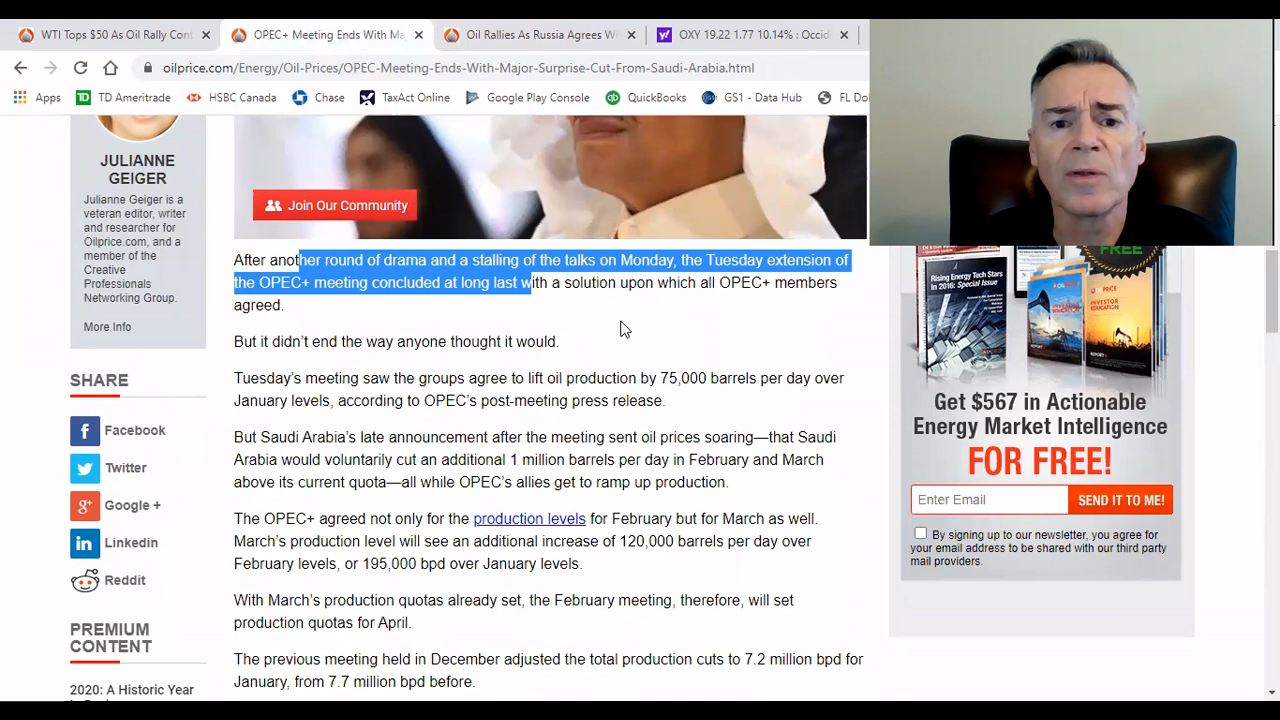 WTI Tops $50 As Oil Rally Cont
OPEC+ Meeting Ends With Ma
Oil Rallies As Russia Agrees W
OXY 19.22 1.77 10.14% : Occid
oilprice.com/Energy/Oil-Prices/OPEC-Meeting-Ends-With-Major-Surprise-Cut-From-Saudi-Arabia.html
Apps
TD Ameritrade
HSBC Canada
Chase
TaxAct Online
Google Play Console
QuickBooks
GS1 - Data Hub
FL Do
JULIANNE
GEIGER
Julianne Geiger is a
veteran editor, writer
and researcher for
Oilprice.com, and a
member of the
Creative
Professionals
Networking Group.
More Info
SHARE
Facebook
Twitter
Google +
Linkedin
Reddit
PREMIUM
CONTENT
2020: A Historic Year
Join Our Community
After another round of drama and a stalling of the talks on Monday, the Tuesday extension of
the OPEC+ meeting concluded at long last with a solution upon which all OPEC+ members
agreed.
But it didn’t end the way anyone thought it would.
Tuesday’s meeting saw the groups agree to lift oil production by 75,000 barrels per day over
January levels, according to OPEC’s post-meeting press release.
But Saudi Arabia’s late announcement after the meeting sent oil prices soaring—that Saudi
Arabia would voluntarily cut an additional 1 million barrels per day in February and March
above its current quota—all while OPEC’s allies get to ramp up production.
The OPEC+ agreed not only for the production levels for February but for March as well.
March’s production level will see an additional increase of 120,000 barrels per day over
February levels, or 195,000 bpd over January levels.
With March’s production quotas already set, the February meeting, therefore, will set
production quotas for April.
The previous meeting held in December adjusted the total production cuts to 7.2 million bpd for
January, from 7.7 million bpd before.
FREE
Rising Energy Tech Stars
In 2016: Special Issue
INVESTOR
EDUCATION
Get $567 in Actionable
Energy Market Intelligence
FOR FREE!
Enter Email
SEND IT TO ME!
By signing up to our newsletter, you agree for
your email address to be shared with our third party
mail providers.